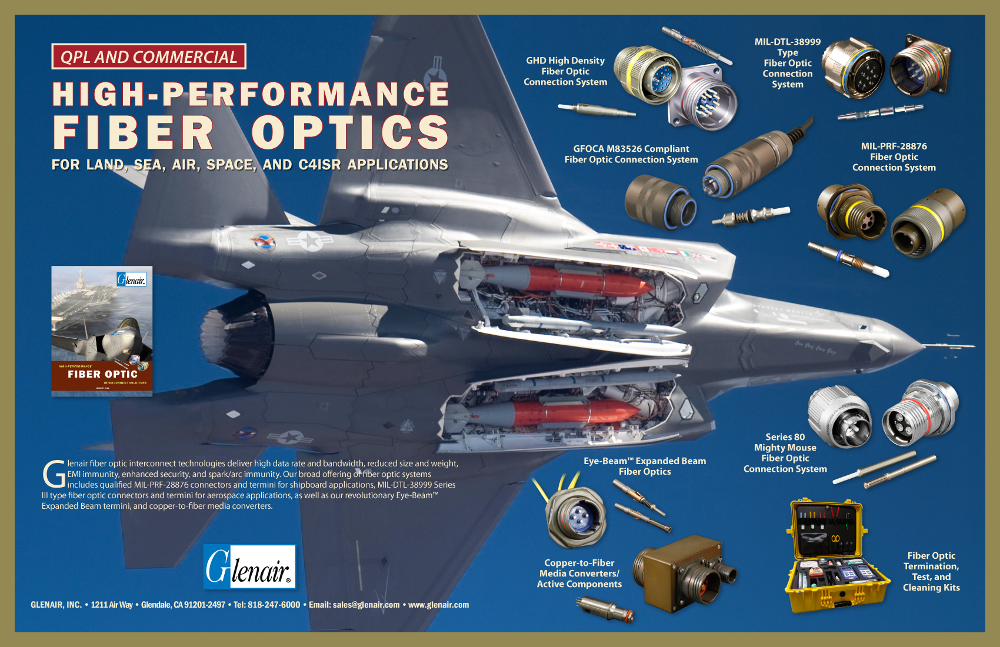 QPL AND COMMERCIAL
HIGH-PERFORMANCE
FIBER OPTICS
FOR LAND, SEA, AIR, SPACE, AND C4ISR APPLICATIONS
GHD High Density
Fiber Optic
Connection System
MIL-DTL-38999
Type
Fiber Optic
Connection
System
GFOCA M83526 Compliant
Fiber Optic Connection System
MIL-PRF-28876
Fiber Optic
Connection System
Glenair.
HIGH-PERFORMANCE
FIBER OPTIC
INTERCONNECT SOLUTIONS
Series 80
Mighty Mouse
Fiber Optic
Connection System
Eye-Beam™ Expanded Beam
Fiber Optics
Glenair fiber optic interconnect technologies deliver high data rate and bandwidth, reduced size and weight,
EMI immunity, enhanced security, and spark/arc immunity. Our broad offering of fiber optic systems
includes qualified MIL-PRF-28876 connectors and termini for shipboard applications, MIL-DTL-38999 Series
III type fiber optic connectors and termini for aerospace applications, as well as our revolutionary Eye-Beam™
Expanded Beam termini, and copper-to-fiber media converters.
Copper-to-Fiber
Media Converters/
Active Components
Fiber Optic
Termination,
Test, and
Cleaning Kits
Glenair®
GLENAIR, INC. • 1211 Air Way • Glendale, CA 91201-2497 • Tel: 818-247-6000 • Email: sales@glenair.com • www.glenair.com